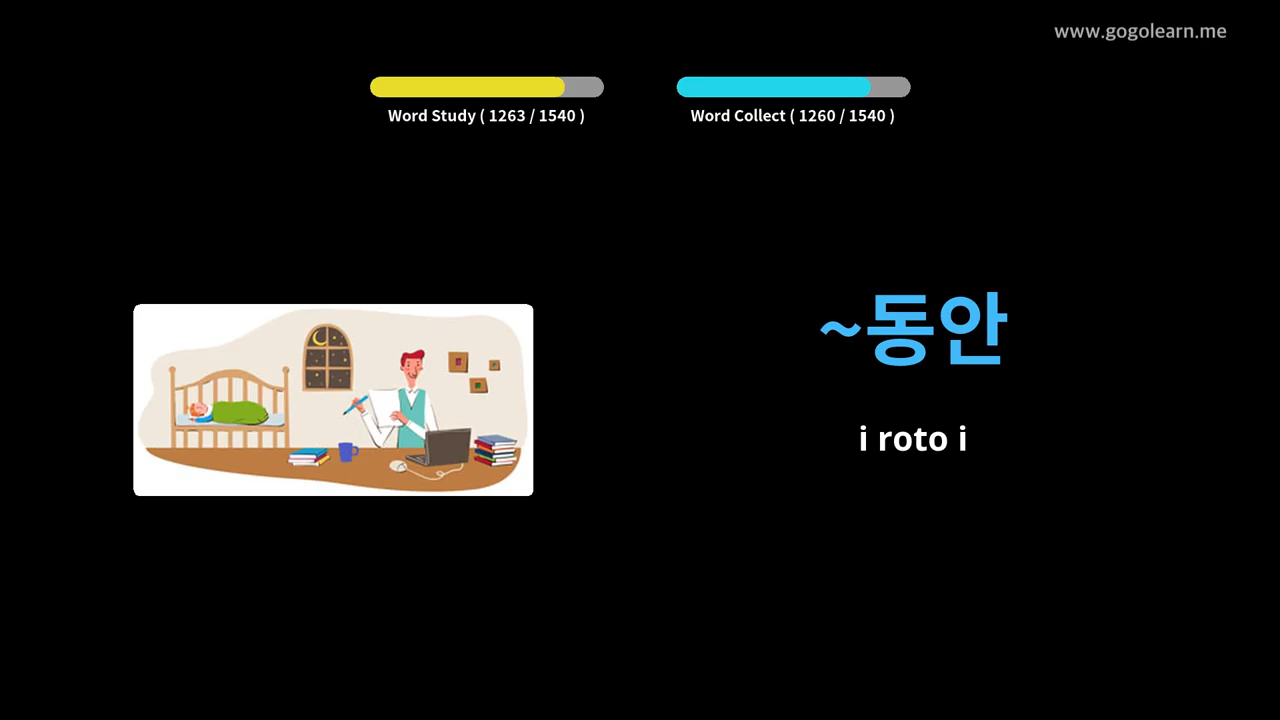 www.gogolearn.me
Word Study ( 1263 / 1540 )
Word Collect ( 1260 / 1540 )
~동안
i roto i